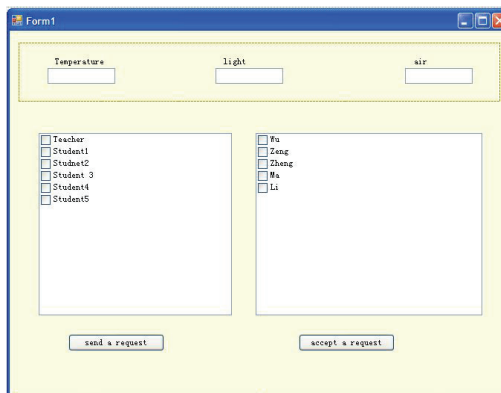 Form1
Temperature light air
Teacher
Student1
Studnet2
Student 3
Student4
Student5
Wu
Zeng
Zheng
Ma
Li
send a request accept a request